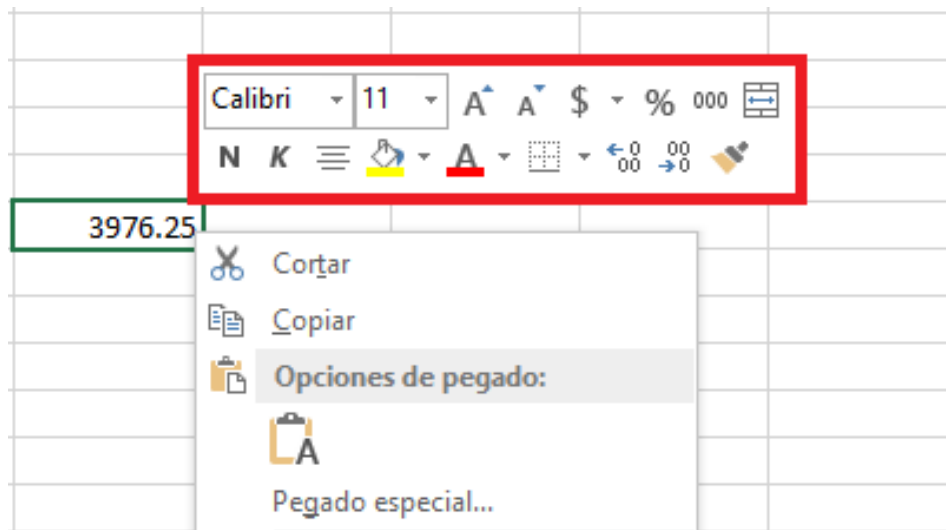 Calibri 11 A A $ % 000
N K A
3976.25
Cortar
Copiar
Opciones de pegado:
A
Pegado especial...